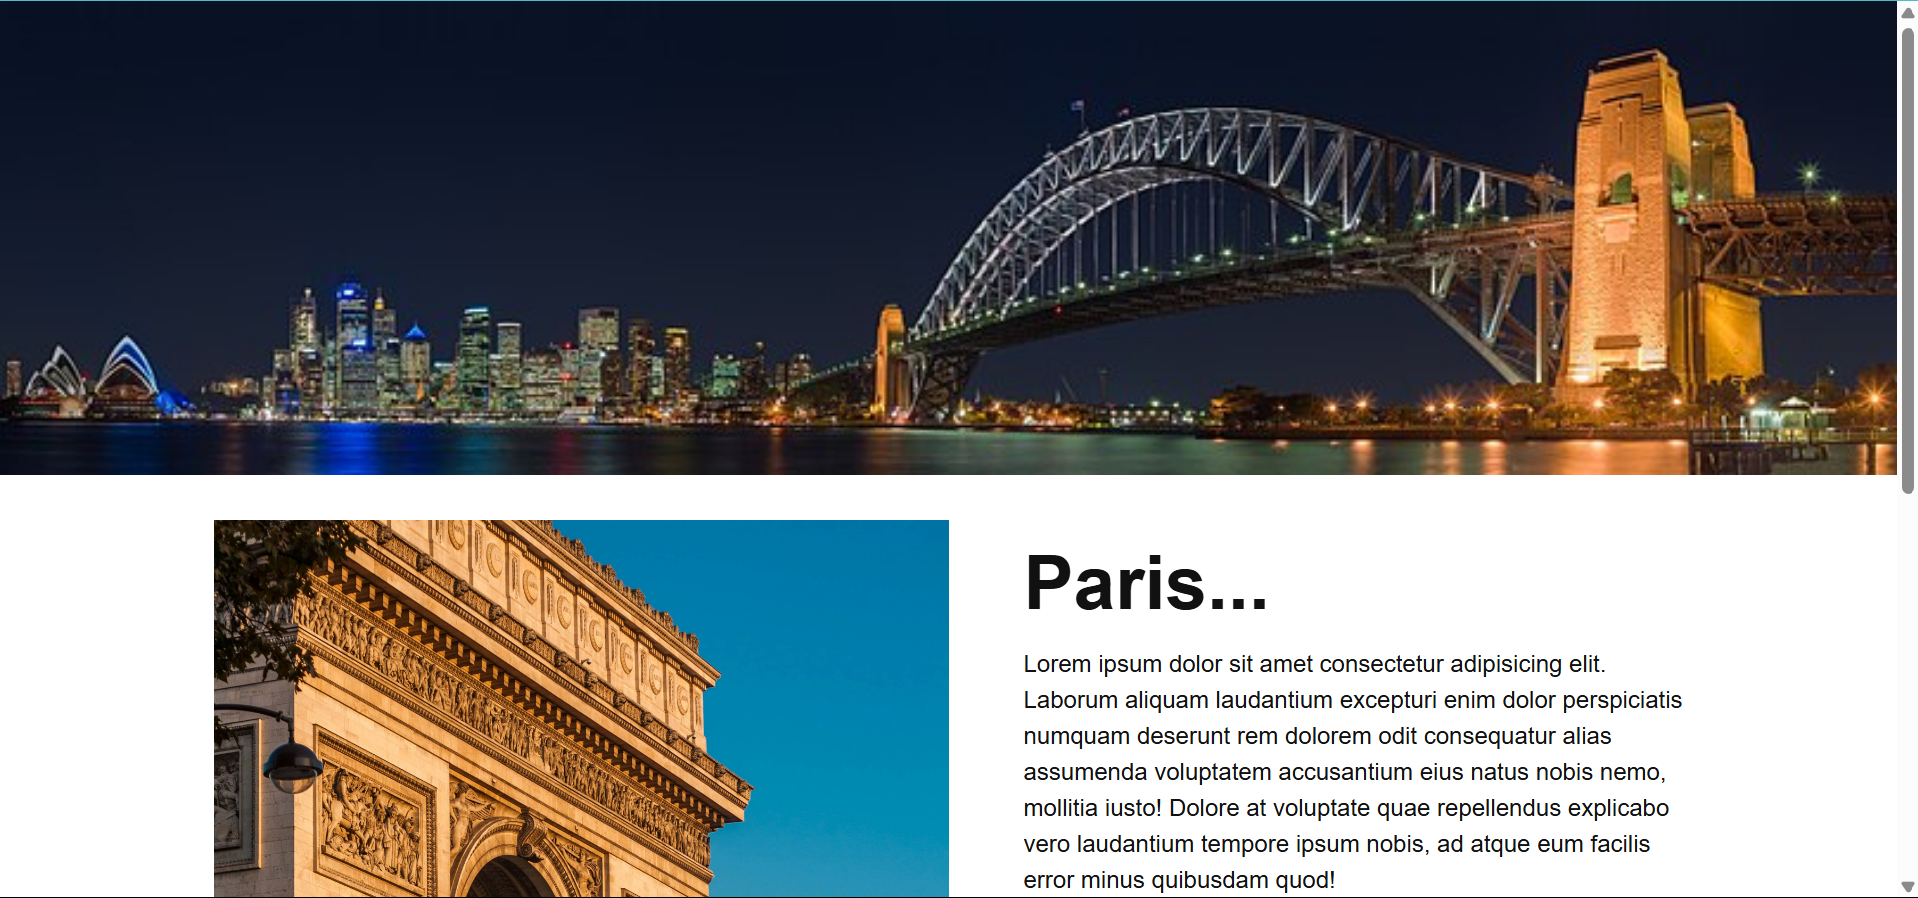 Paris...
Lorem ipsum dolor sit amet consectetur adipisicing elit.
Laborum aliquam laudantium excepturi enim dolor perspiciatis
numquam deserunt rem dolorem odit consequatur alias
assumenda voluptatem accusantium eius natus nobis nemo,
mollitia iusto! Dolore at voluptate quae repellendus explicabo
vero laudantium tempore ipsum nobis, ad atque eum facilis
error minus quibusdam quod!